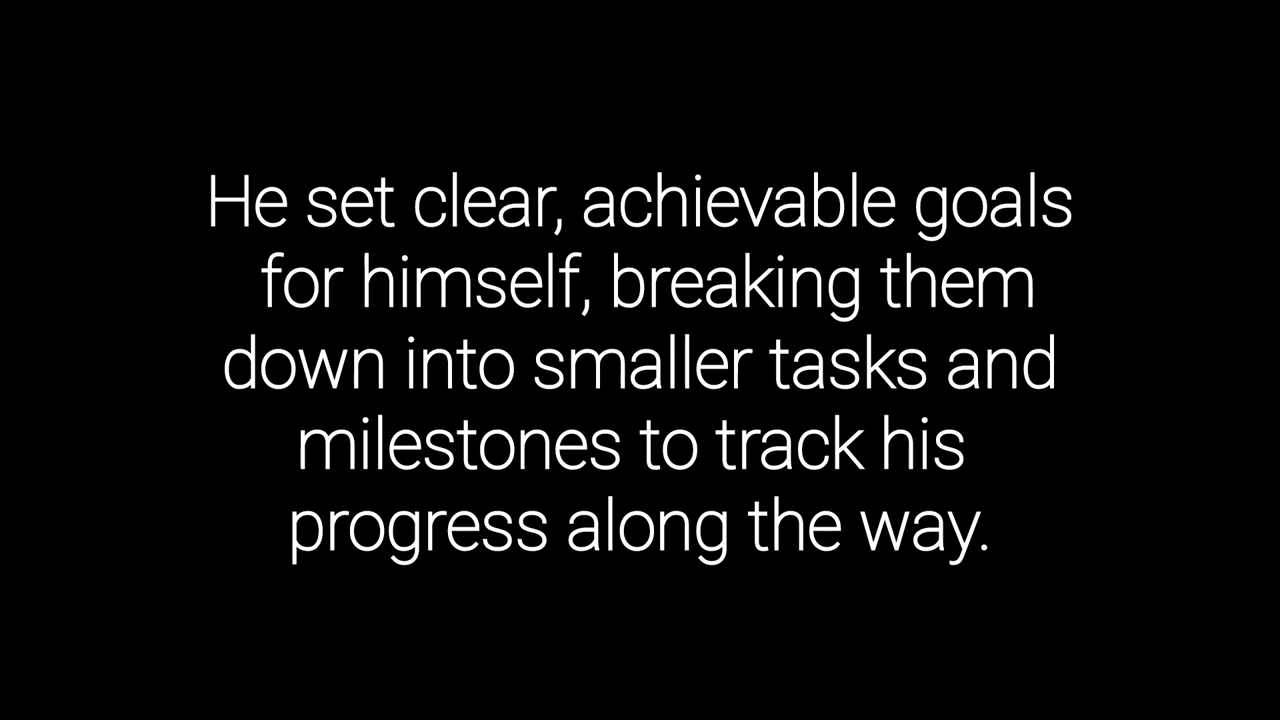 He set clear, achievable goals
for himself, breaking them
down into smaller tasks and
milestones to track his
progress along the way.